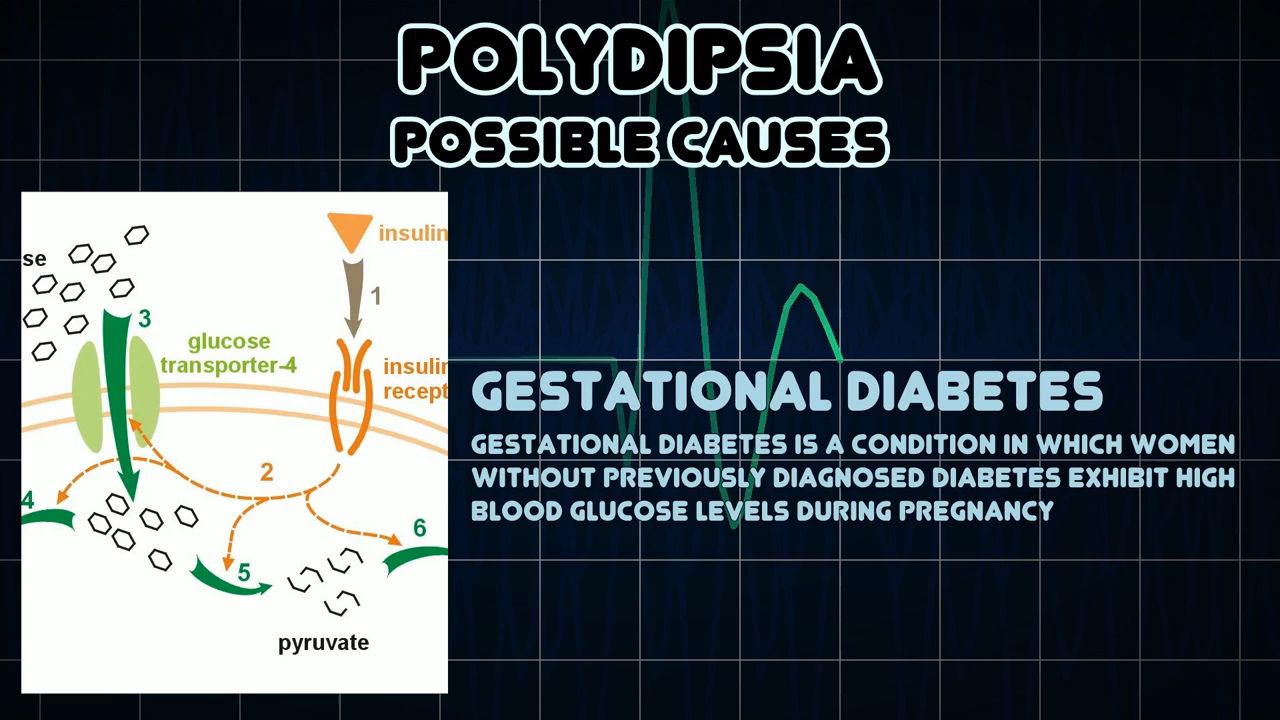 POLYDIPSIA
POSSIBLE CAUSES
insulin
se
1
3
glucose
transporter-4
insulin
recept
2
4
6
5
pyruvate
GESTATIONAL DIABETES
GESTATIONAL DIABETES IS A CONDITION IN WHICH WOMEN
WITHOUT PREVIOUSLY DIAGNOSED DIABETES EXHIBIT HIGH
BLOOD GLUCOSE LEVELS DURING PREGNANCY